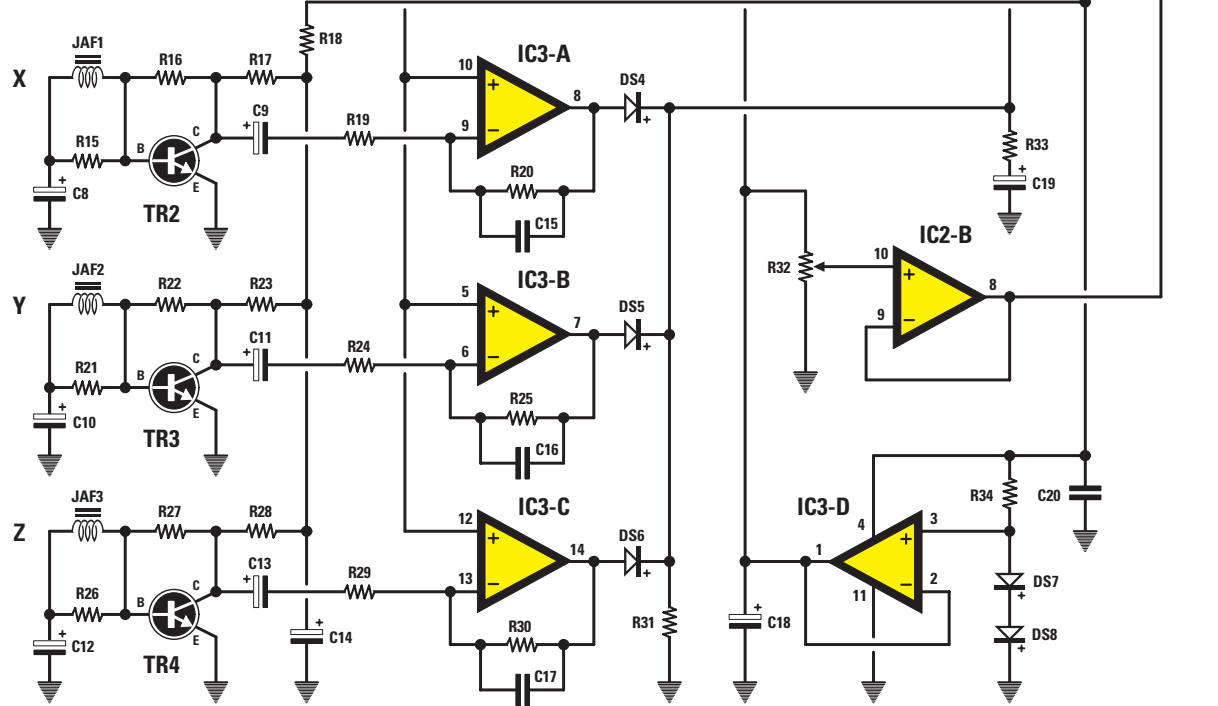 R18
JAF1
R16
R17
X
IC3-A
10
+
8
DS4
+
C9
+
R19
9
−
C
B
E
R15
R33
+
C8
+
C19
R20
TR2
C15
IC2-B
10
+
8
R32
9
−
JAF2
R22
R23
Y
IC3-B
5
+
7
DS5
+
C11
+
R24
6
−
C
B
E
R21
+
C10
R25
TR3
C16
JAF3
R27
R28
Z
IC3-C
12
+
14
DS6
+
C13
+
R29
13
−
C
B
E
R26
+
C12
+
C14
R30
TR4
C17
R31
+
C18
IC3-D
4
3
+
1
−
2
11
R34
C20
DS7
+
DS8
+